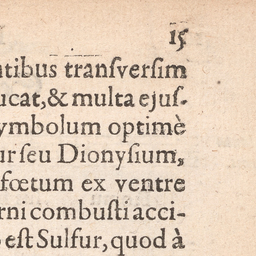 15
tibus transversim
ucat, & multa ejus-
ymbolum optimè
ur seu Dionysium,
fœtum ex ventre
rni combusti acci-
est Sulfur, quod à